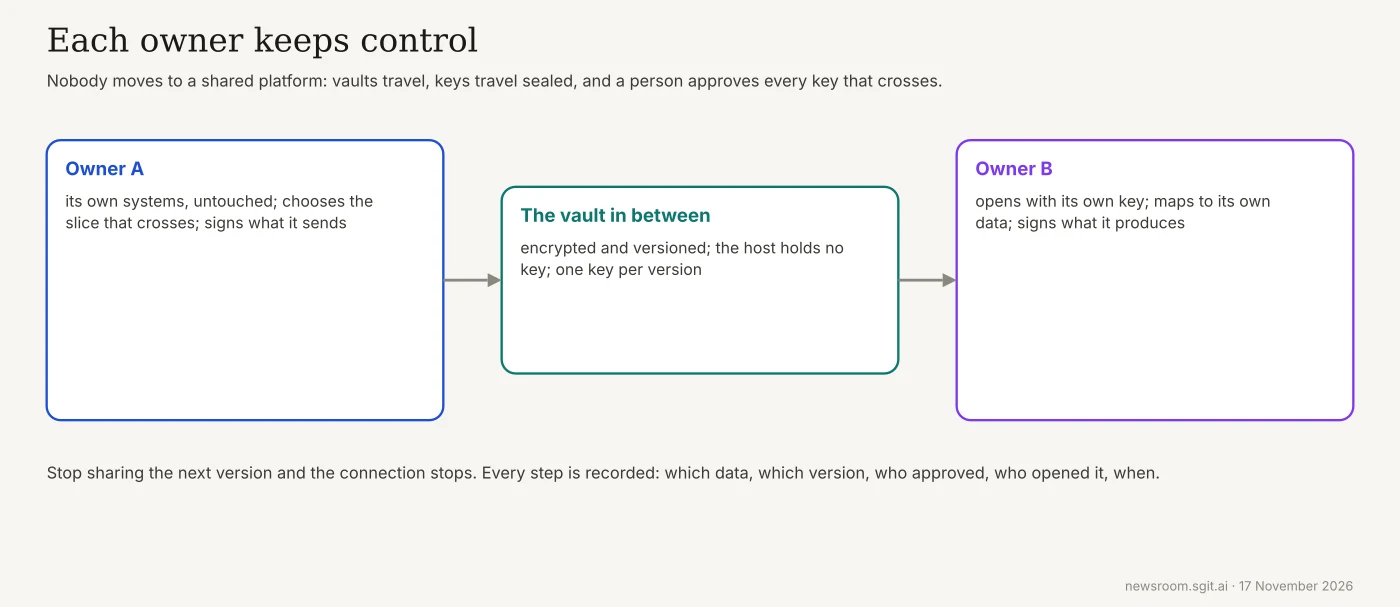 Each owner keeps control
Nobody moves to a shared platform: vaults travel, keys travel sealed, and a person approves every key that crosses.
Owner A
its own systems, untouched; chooses the
slice that crosses; signs what it sends
The vault in between
encrypted and versioned; the host holds no
key; one key per version
Owner B
opens with its own key; maps to its own
data; signs what it produces
Stop sharing the next version and the connection stops. Every step is recorded: which data, which version, who approved, who opened it, when.
newsroom.sgit.ai · 17 November 2026